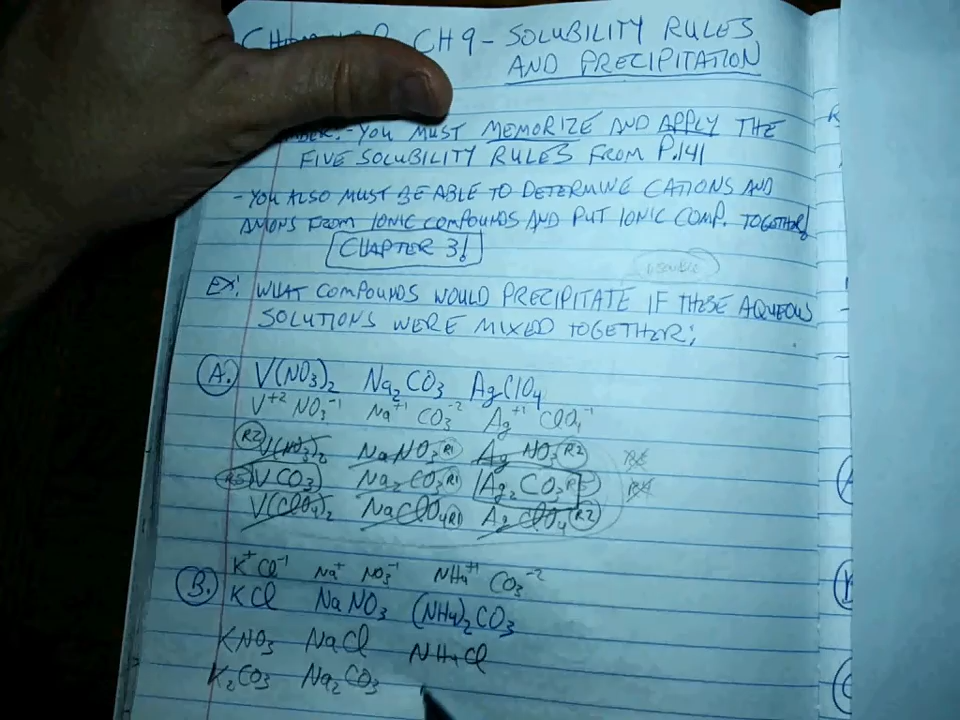 CH 9 - SOLUBILITY RULES
AND PRECIPITATION
- YOU MUST MEMORIZE AND APPLY THE
FIVE SOLUBILITY RULES FROM P.141
- YOU ALSO MUST BE ABLE TO DETERMINE CATIONS AND
ANIONS FROM IONIC COMPOUNDS AND PUT IONIC COMP. TOGETHER!
CHAPTER 3!
EX: WHAT COMPOUNDS WOULD PRECIPITATE IF THESE AQUEOUS
SOLUTIONS WERE MIXED TOGETHER:
A. V(NO3)2 Na2CO3 AgClO4
V+2 NO3-1 Na+1 CO3-2 Ag+1 ClO4-1
R2 V(NO3)2 NaNO3 R1 AgNO3 R2
R5 VCO3 Na2CO3 R1 Ag2CO3 R5
V(ClO4)2 NaClO4 R1 AgClO4 R2
K+ Cl-1 Na+ NO3-1 NH4+1 CO3-2
B. KCl NaNO3 (NH4)2CO3
KNO3 NaCl NH4Cl
K2CO3 Na2CO3